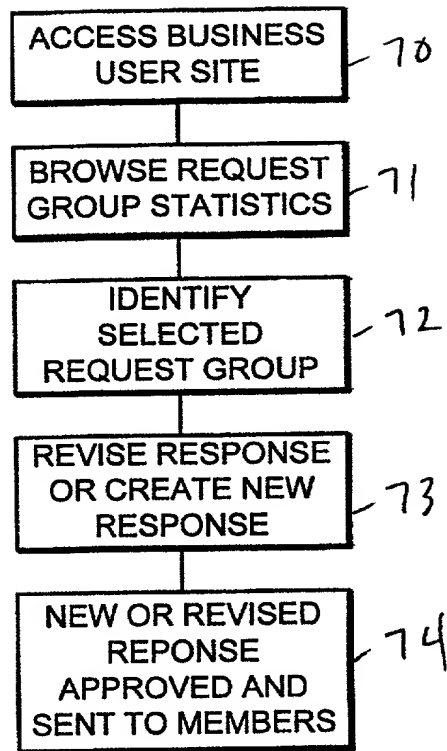 ACCESS BUSINESS
USER SITE
70
BROWSE REQUEST
GROUP STATISTICS
71
IDENTIFY
SELECTED
REQUEST GROUP
72
REVISE RESPONSE
OR CREATE NEW
RESPONSE
73
NEW OR REVISED
REPONSE
APPROVED AND
SENT TO MEMBERS
74